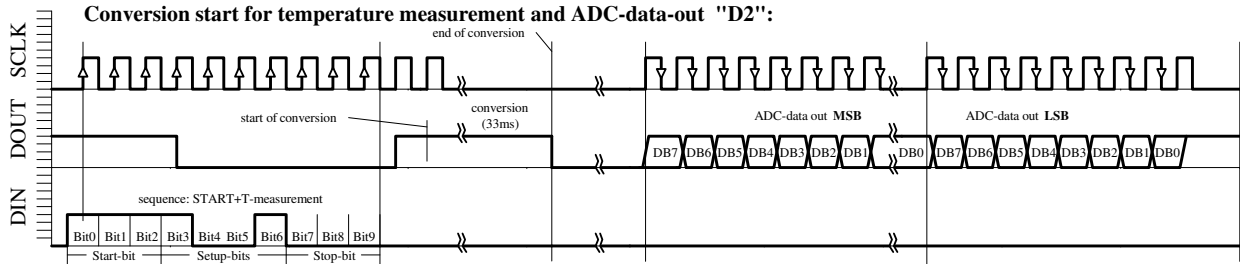 Conversion start for temperature measurement and ADC-data-out "D2":
end of conversion
SCLK
DOUT
start of conversion
conversion
(33ms)
ADC-data out MSB
ADC-data out LSB
DB7 DB6 DB5 DB4 DB3 DB2 DB1 DB0 DB7 DB6 DB5 DB4 DB3 DB2 DB1 DB0
DIN
sequence: START+T-measurement
Bit0 Bit1 Bit2 Bit3 Bit4 Bit5 Bit6 Bit7 Bit8 Bit9
Start-bit Setup-bits Stop-bit